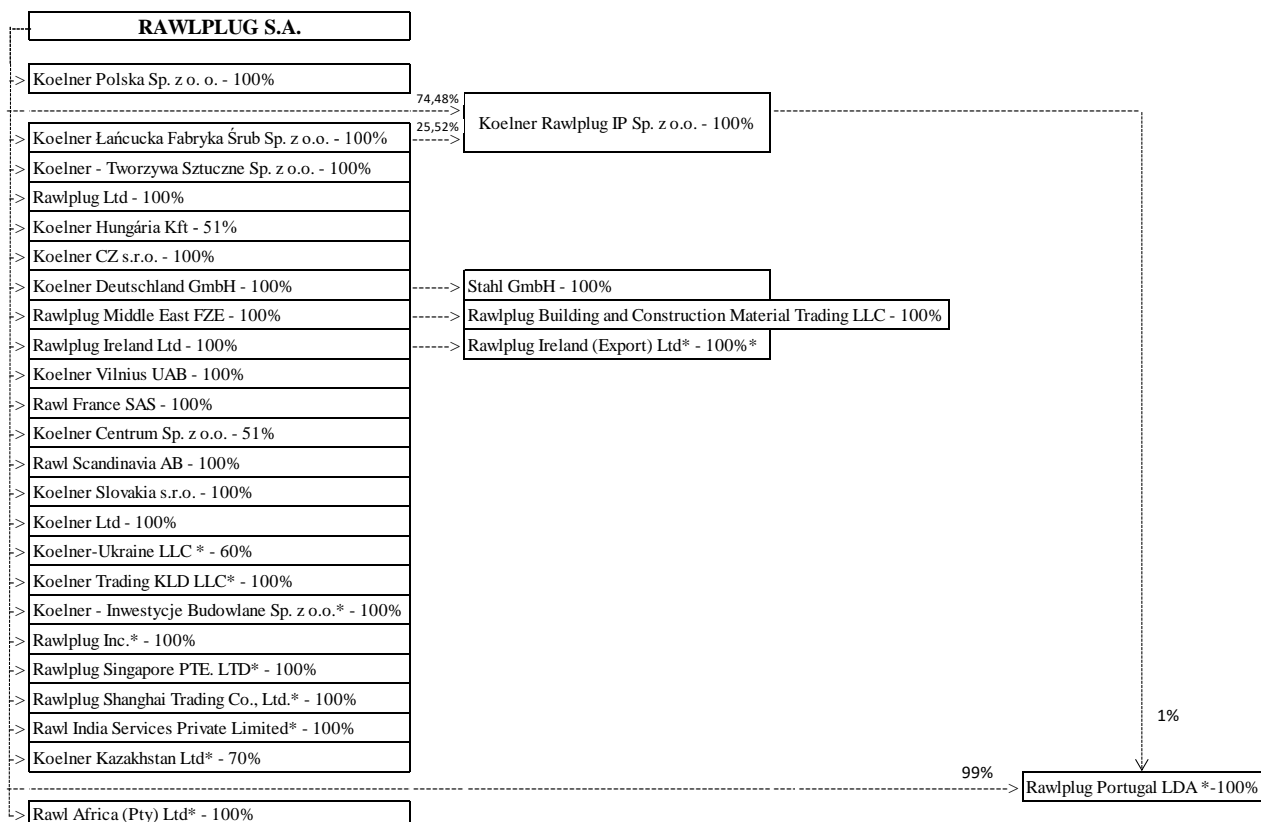 RAWLPLUG S.A.
Koelner Polska Sp. z o. o. - 100%
74,48%
Koelner Rawlplug IP Sp. z o.o. - 100%
25,52%
Koelner Łańcucka Fabryka Śrub Sp. z o.o. - 100%
Koelner - Tworzywa Sztuczne Sp. z o.o. - 100%
Rawlplug Ltd - 100%
Koelner Hungária Kft - 51%
Koelner CZ s.r.o. - 100%
Koelner Deutschland GmbH - 100%
Stahl GmbH - 100%
Rawlplug Middle East FZE - 100%
Rawlplug Building and Construction Material Trading LLC - 100%
Rawlplug Ireland Ltd - 100%
Rawlplug Ireland (Export) Ltd* - 100%*
Koelner Vilnius UAB - 100%
Rawl France SAS - 100%
Koelner Centrum Sp. z o.o. - 51%
Rawl Scandinavia AB - 100%
Koelner Slovakia s.r.o. - 100%
Koelner Ltd - 100%
Koelner-Ukraine LLC * - 60%
Koelner Trading KLD LLC* - 100%
Koelner - Inwestycje Budowlane Sp. z o.o.* - 100%
Rawlplug Inc.* - 100%
Rawlplug Singapore PTE. LTD* - 100%
Rawlplug Shanghai Trading Co., Ltd.* - 100%
Rawl India Services Private Limited* - 100%
1%
Koelner Kazakhstan Ltd* - 70%
99%
Rawlplug Portugal LDA *-100%
Rawl Africa (Pty) Ltd* - 100%